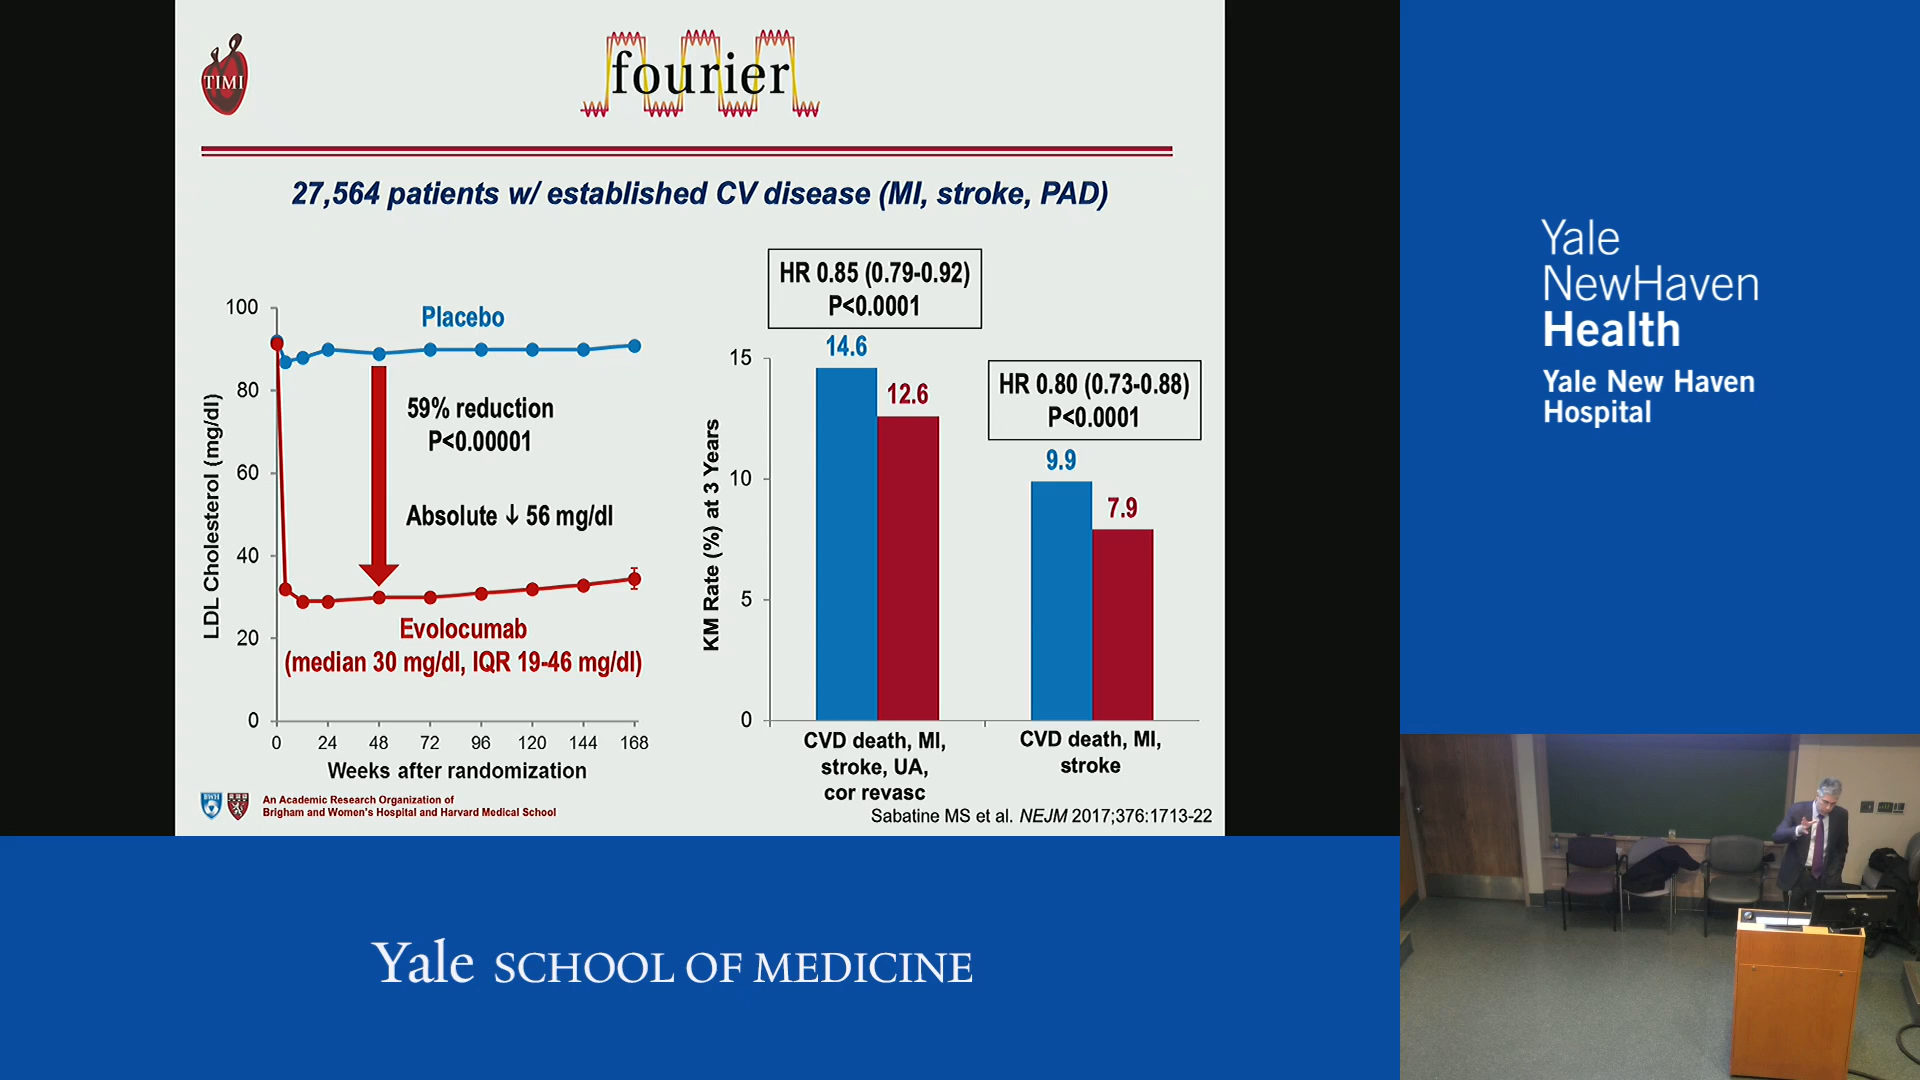 TIMI
fourier
27,564 patients w/ established CV disease (MI, stroke, PAD)
LDL Cholesterol (mg/dl)
100
80
60
40
20
0
Placebo
59% reduction
P<0.00001
Absolute ↓ 56 mg/dl
Evolocumab
(median 30 mg/dl, IQR 19-46 mg/dl)
0 24 48 72 96 120 144 168
Weeks after randomization
KM Rate (%) at 3 Years
15
10
5
0
HR 0.85 (0.79-0.92)
P<0.0001
14.6
12.6
HR 0.80 (0.73-0.88)
P<0.0001
9.9
7.9
CVD death, MI,
stroke, UA,
cor revasc
CVD death, MI,
stroke
BWH
An Academic Research Organization of
Brigham and Women's Hospital and Harvard Medical School
Sabatine MS et al. NEJM 2017;376:1713-22
Yale
NewHaven
Health
Yale New Haven
Hospital
Yale SCHOOL OF MEDICINE